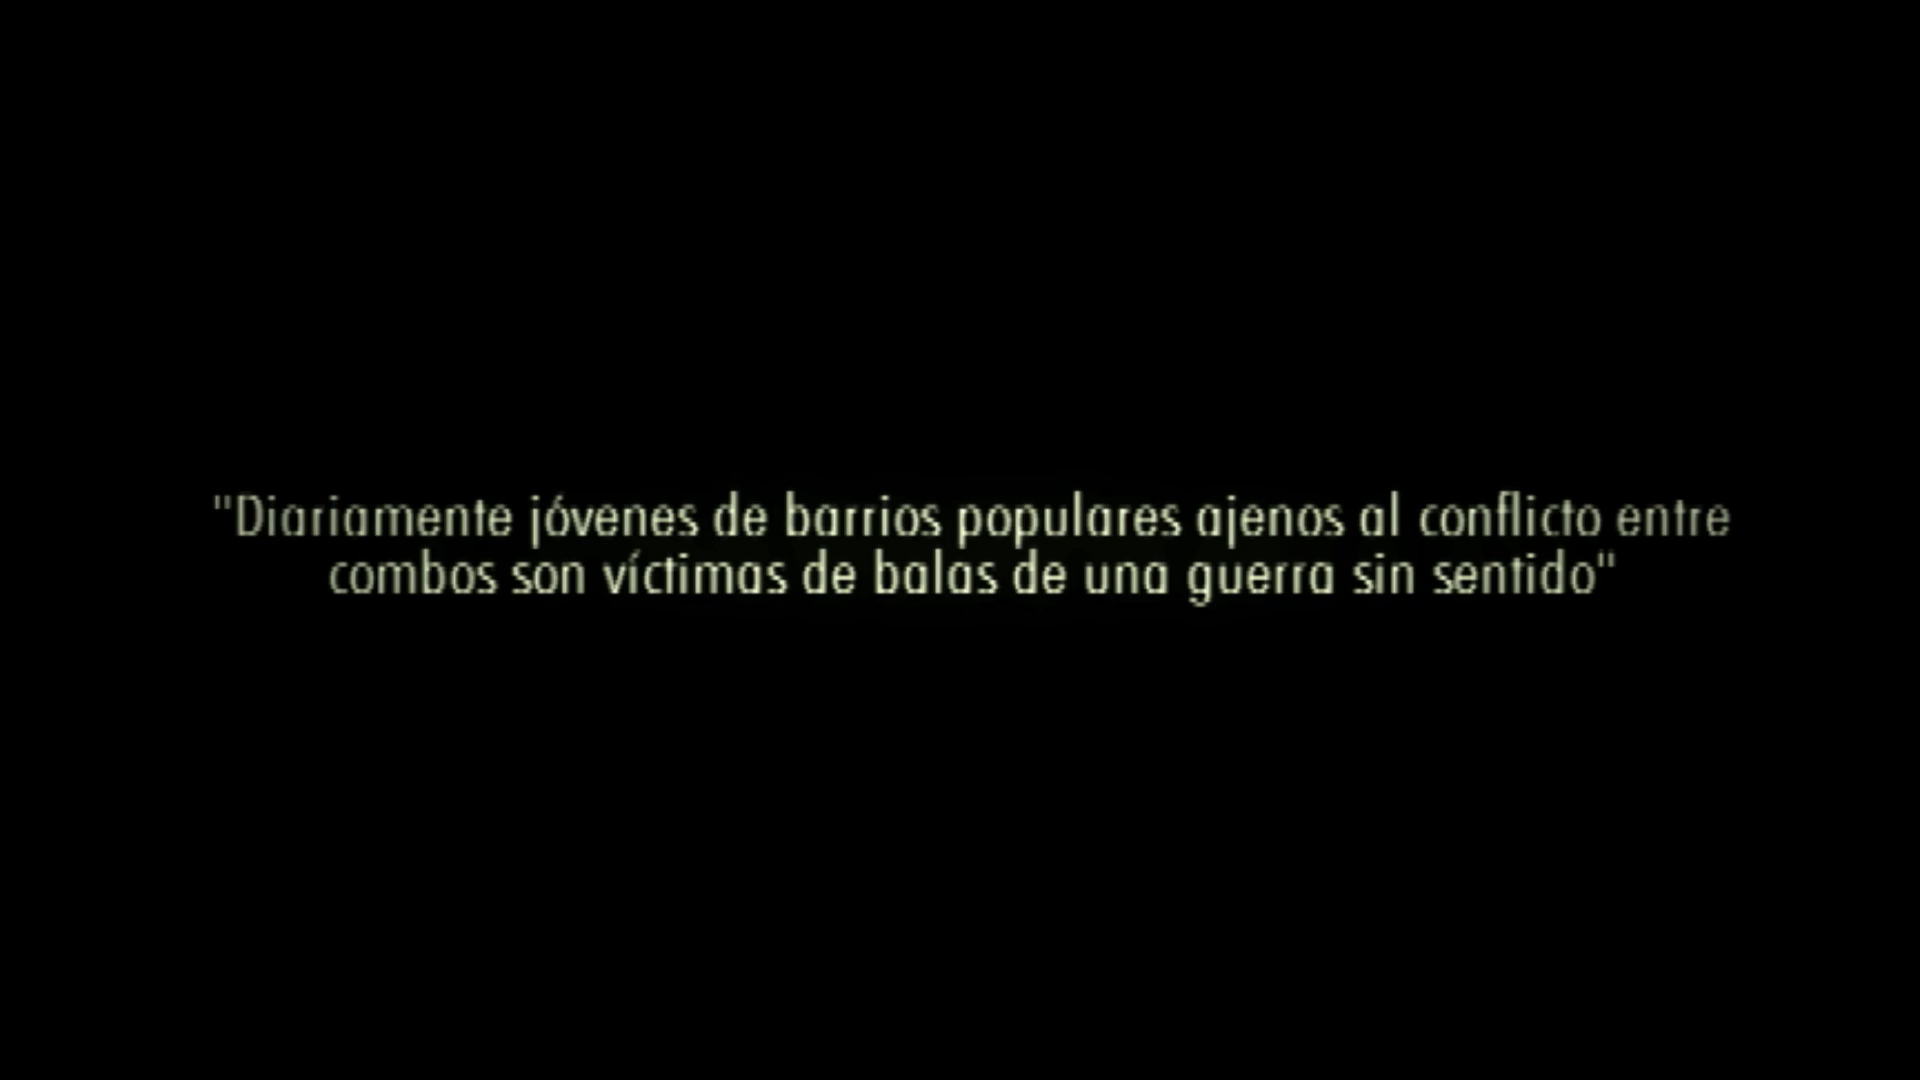 "Diariamente jóvenes de barrios populares ajenos al conflicto entre
combos son víctimas de balas de una guerra sin sentido"